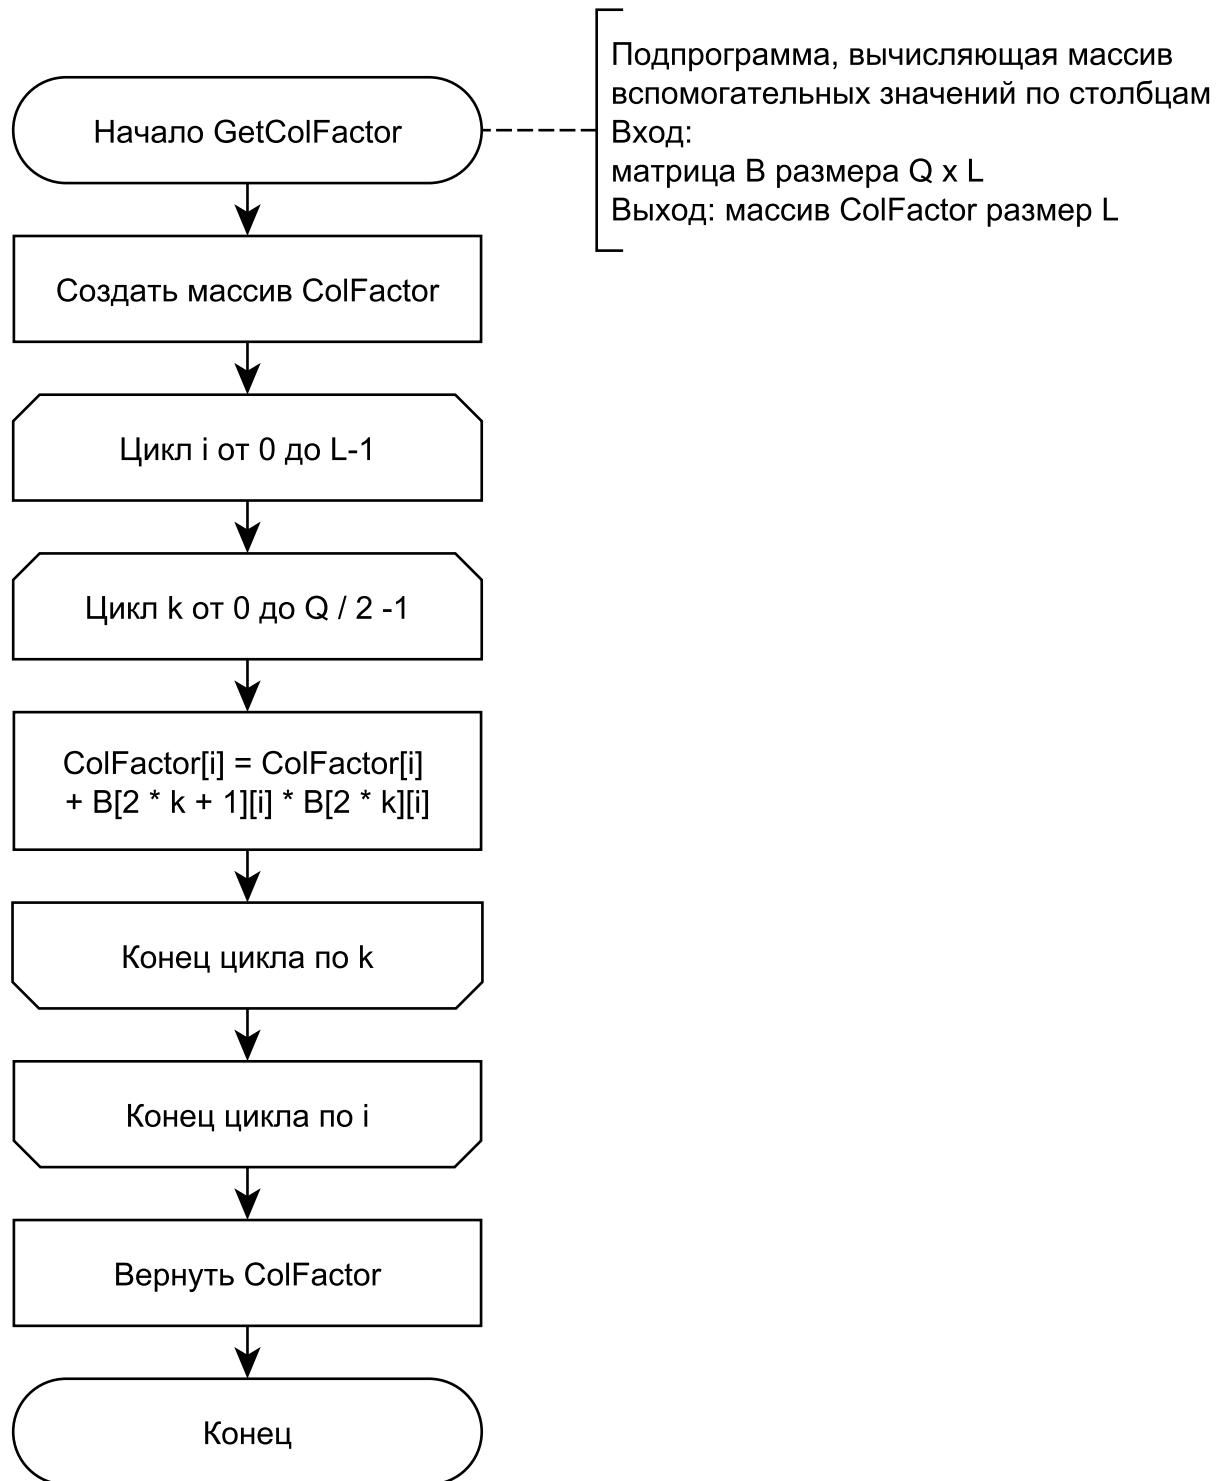 Подпрограмма, вычисляющая массив
вспомогательных значений по столбцам
Вход:
матрица B размера Q x L
Выход: массив ColFactor размер L
Начало GetColFactor
Создать массив ColFactor
Цикл i от 0 до L-1
Цикл k от 0 до Q / 2 -1
ColFactor[i] = ColFactor[i]
+ B[2 * k + 1][i] * B[2 * k][i]
Конец цикла по k
Конец цикла по i
Вернуть ColFactor
Конец